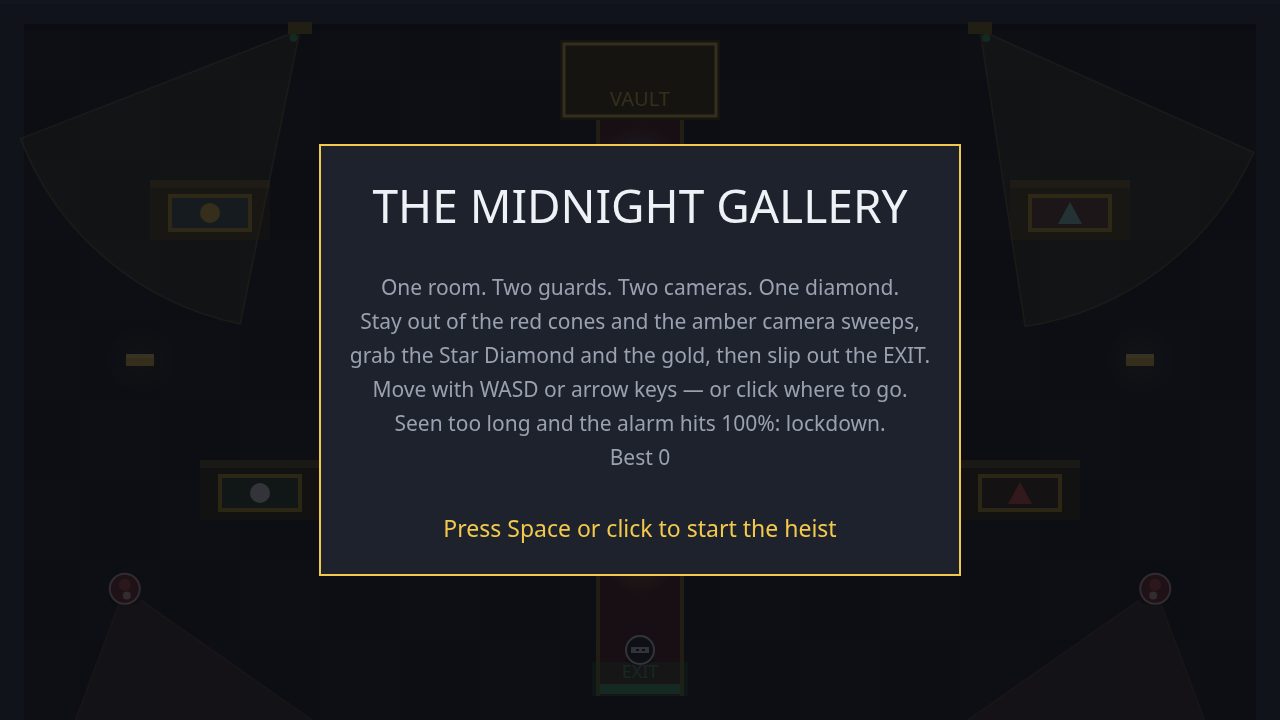 VAULT
THE MIDNIGHT GALLERY
One room. Two guards. Two cameras. One diamond.
Stay out of the red cones and the amber camera sweeps,
grab the Star Diamond and the gold, then slip out the EXIT.
Move with WASD or arrow keys — or click where to go.
Seen too long and the alarm hits 100%: lockdown.
Best 0
Press Space or click to start the heist
EXIT